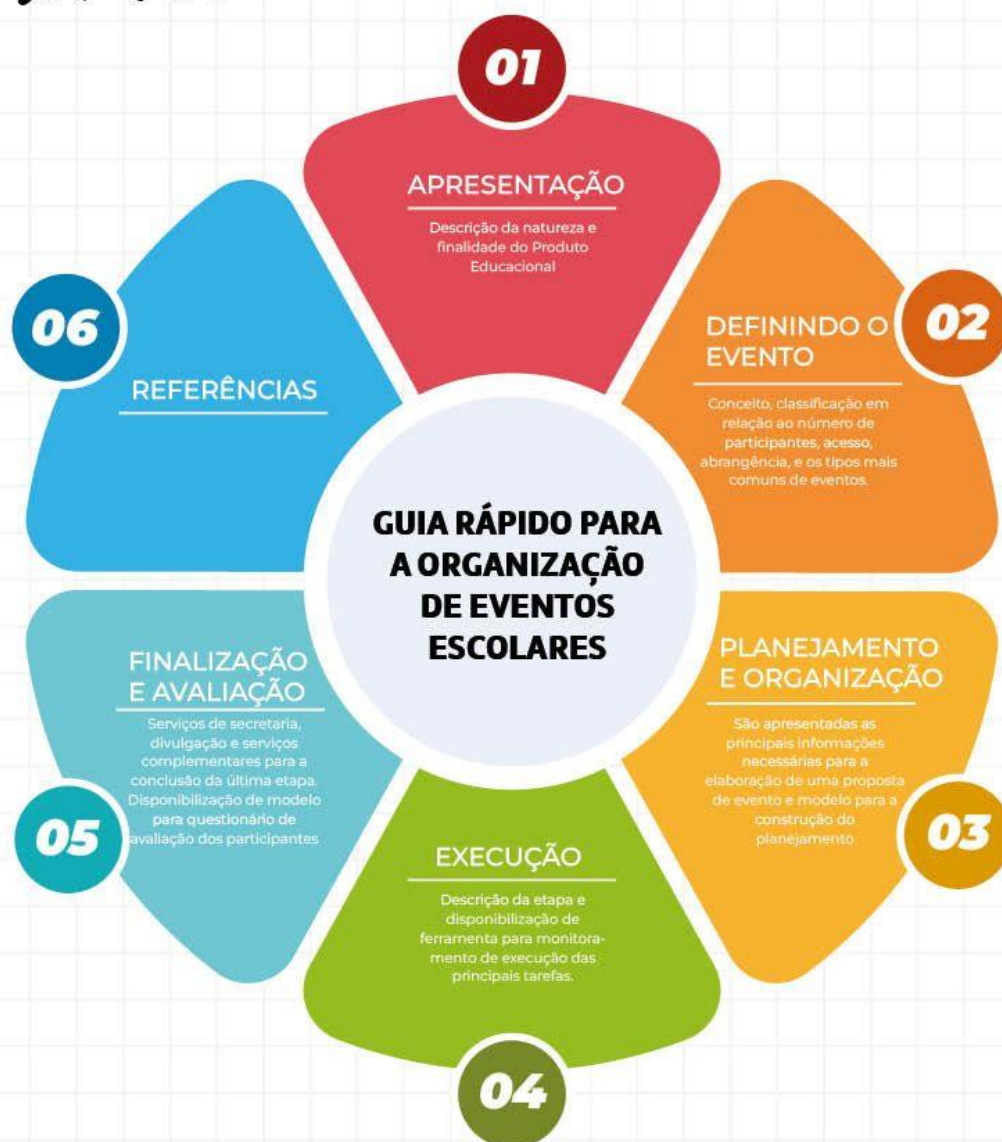 01
APRESENTAÇÃO
Descrição da natureza e
finalidade do Produto
Educacional
02
DEFININDO O
EVENTO
Conceito, classificação em
relação ao número de
participantes, acesso,
abrangência, e os tipos mais
comuns de eventos.
PLANEJAMENTO
E ORGANIZAÇÃO
São apresentadas as
principais informações
necessárias para a
elaboração de uma proposta
de evento e modelo para a
construção do
planejamento
03
EXECUÇÃO
Descrição da etapa e
disponibilização de
ferramenta para monitora-
mento de execução das
principais tarefas.
04
FINALIZAÇÃO
E AVALIAÇÃO
Serviços de secretaria,
divulgação e serviços
complementares para a
conclusão da última etapa.
Disponibilização de modelo
para questionário de
avaliação dos participantes
05
06
REFERÊNCIAS
GUIA RÁPIDO PARA
A ORGANIZAÇÃO
DE EVENTOS
ESCOLARES